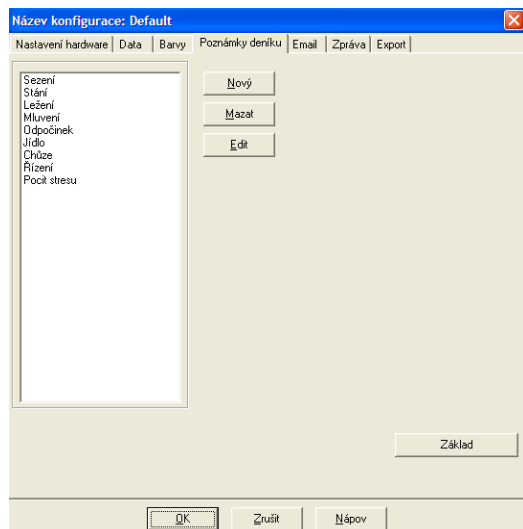 Název konfigurace: Default
Nastavení hardware Data Barvy Poznámky deníku Email Zpráva Export
Sezení
Stání
Ležení
Mluvení
Odpočinek
Jídlo
Chůze
Řízení
Pocit stresu
Nový
Mazat
Edit
Základ
OK Zrušit Nápov